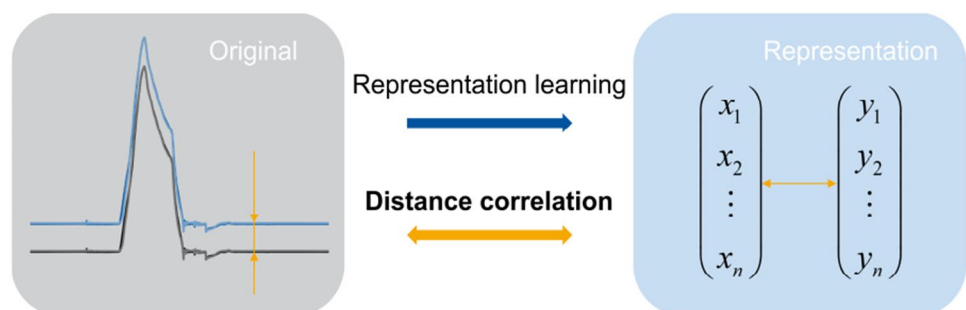 Original
Representation learning
Distance correlation
Representation
x₁ y₁
x₂ y₂
⋮ ⋮
xₙ yₙ